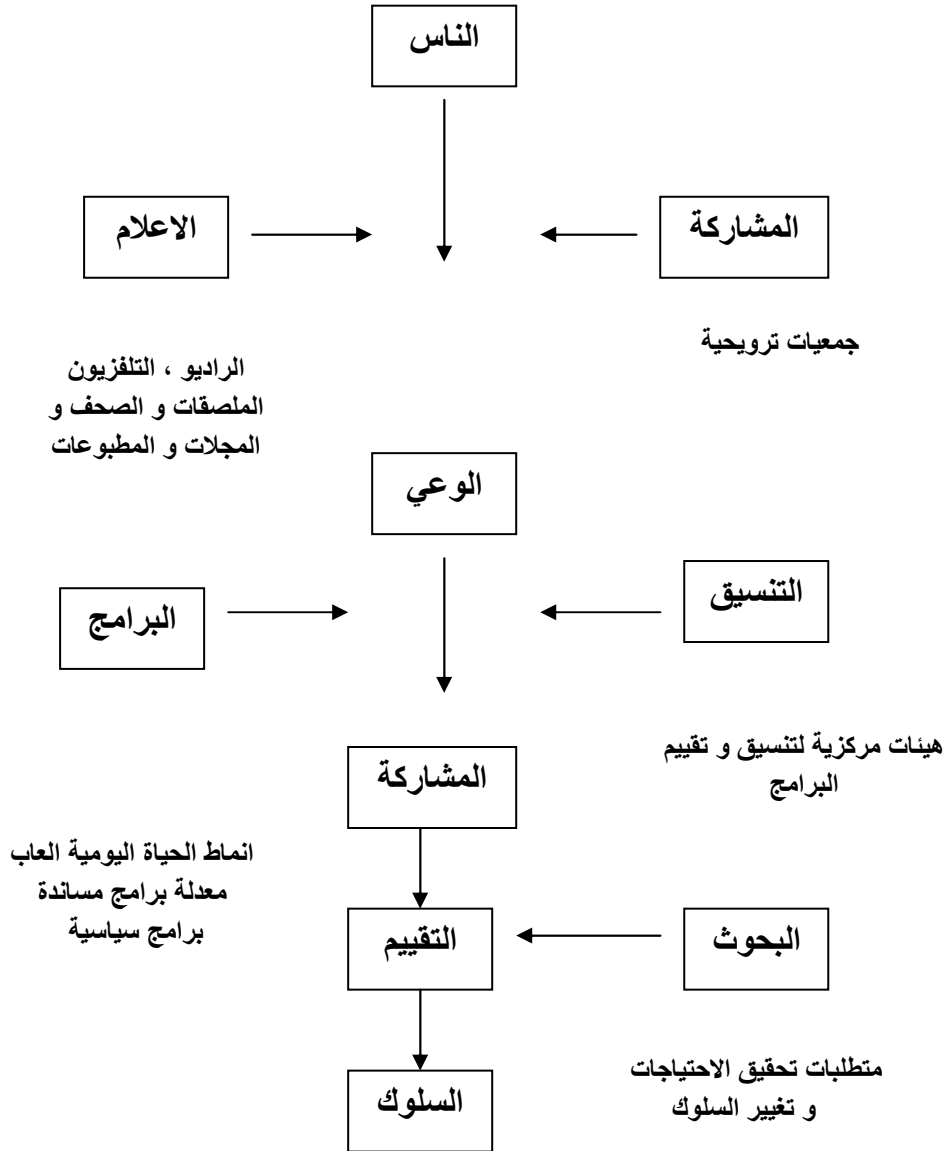 الناس
المشاركة
الاعلام
جمعيات ترويحية
الراديو ، التلفزيون
الملصقات و الصحف و
المجلات و المطبوعات
الوعي
التنسيق
البرامج
هيئات مركزية لتنسيق و تقييم
البرامج
المشاركة
انماط الحياة اليومية العاب
معدلة برامج مساندة
برامج سياسية
البحوث
التقييم
متطلبات تحقيق الاحتياجات
و تغيير السلوك
السلوك